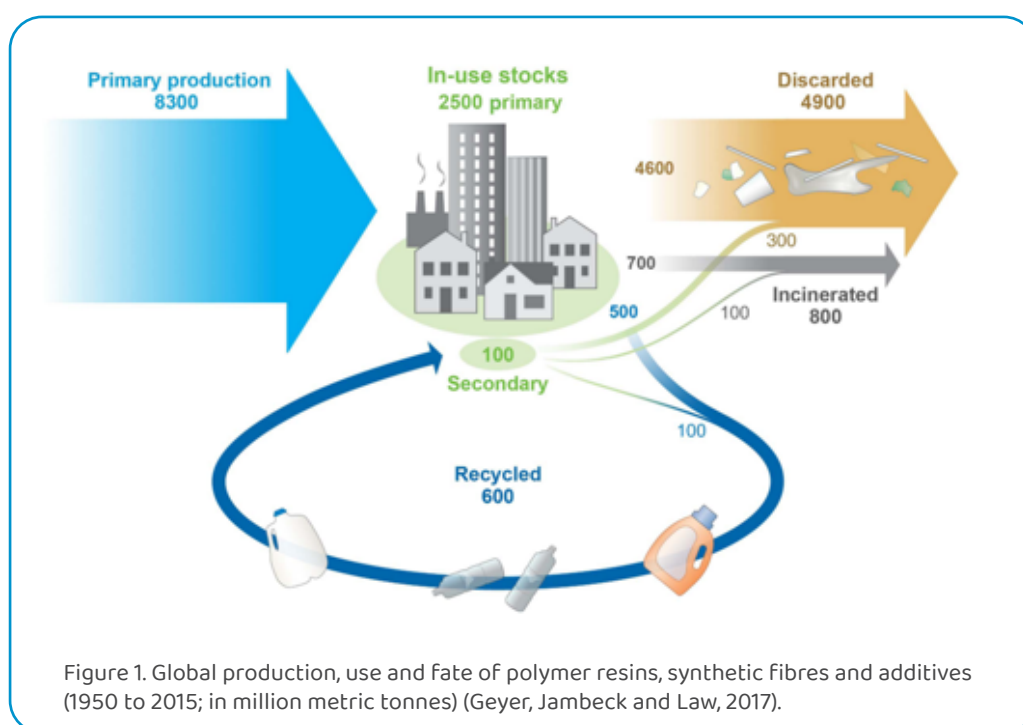 Primary production
8300
In-use stocks
2500 primary
Discarded
4900
4600
300
700
Incinerated
800
500
100
100
Secondary
100
Recycled
600
Figure 1. Global production, use and fate of polymer resins, synthetic fibres and additives
(1950 to 2015; in million metric tonnes) (Geyer, Jambeck and Law, 2017).